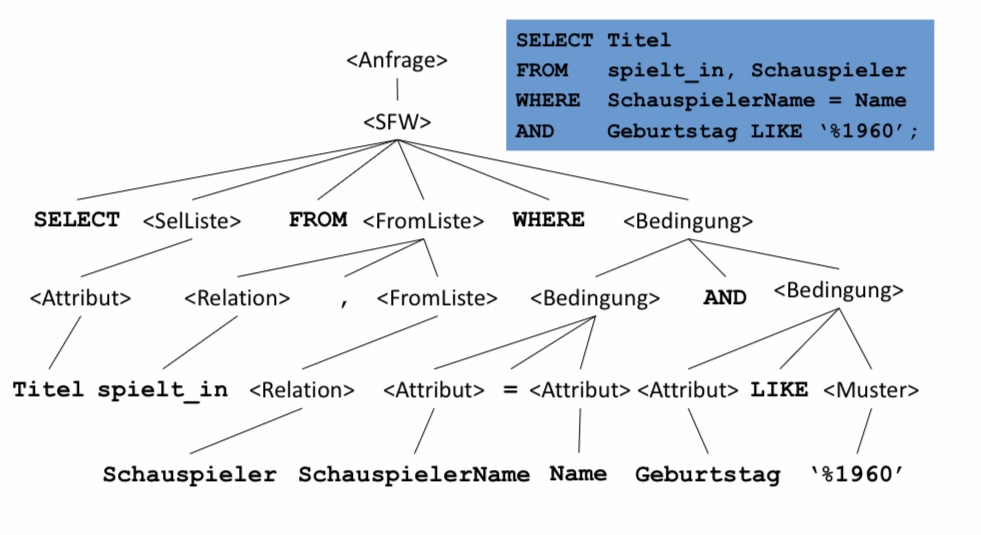 <Anfrage>
SELECT Titel
FROM spielt_in, Schauspieler
WHERE SchauspielerName = Name
AND Geburtstag LIKE ‘%1960’;
<SFW>
SELECT <SelListe> FROM <FromListe> WHERE <Bedingung>
<Attribut> <Relation> , <FromListe> <Bedingung> AND <Bedingung>
Titel spielt_in <Relation> <Attribut> = <Attribut> <Attribut> LIKE <Muster>
Schauspieler SchauspielerName Name Geburtstag ‘%1960’